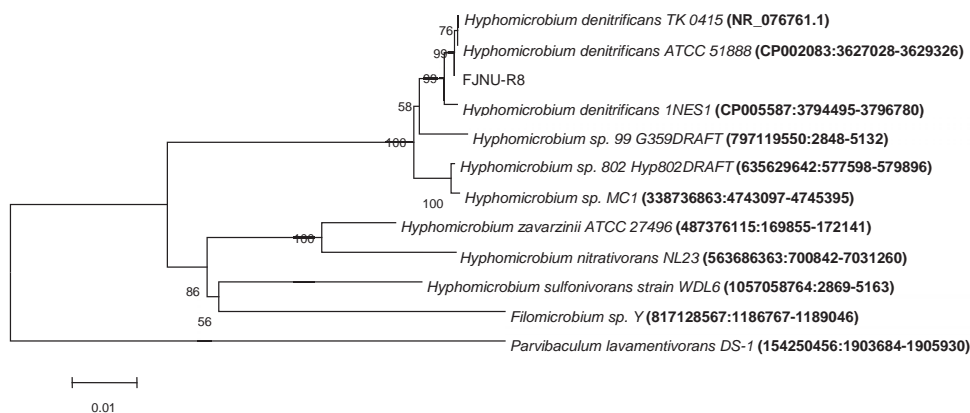 Hyphomicrobium denitrificans TK 0415 (NR_076761.1)
76
Hyphomicrobium denitrificans ATCC 51888 (CP002083:3627028-3629326)
99
FJNU-R8
99
Hyphomicrobium denitrificans 1NES1 (CP005587:3794495-3796780)
58
Hyphomicrobium sp. 99 G359DRAFT (797119550:2848-5132)
100
Hyphomicrobium sp. 802 Hyp802DRAFT (635629642:577598-579896)
Hyphomicrobium sp. MC1 (338736863:4743097-4745395)
100
Hyphomicrobium zavarzinii ATCC 27496 (487376115:169855-172141)
100
Hyphomicrobium nitrativorans NL23 (563686363:700842-7031260)
86
Hyphomicrobium sulfonivorans strain WDL6 (1057058764:2869-5163)
56
Filomicrobium sp. Y (817128567:1186767-1189046)
Parvibaculum lavamentivorans DS-1 (154250456:1903684-1905930)
0.01